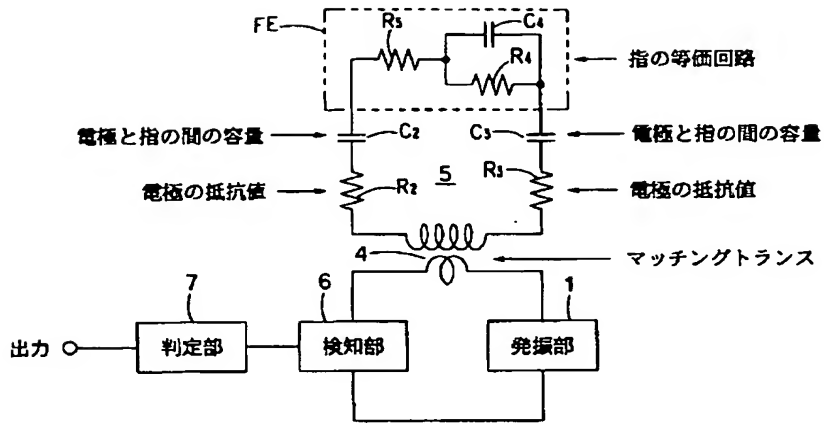 FE
R5
C4
R4
指の等価回路
電極と指の間の容量
C2
C3
電極と指の間の容量
電極の抵抗値
R2
5
R3
電極の抵抗値
4
マッチングトランス
7
6
1
出力
判定部
検知部
発振部